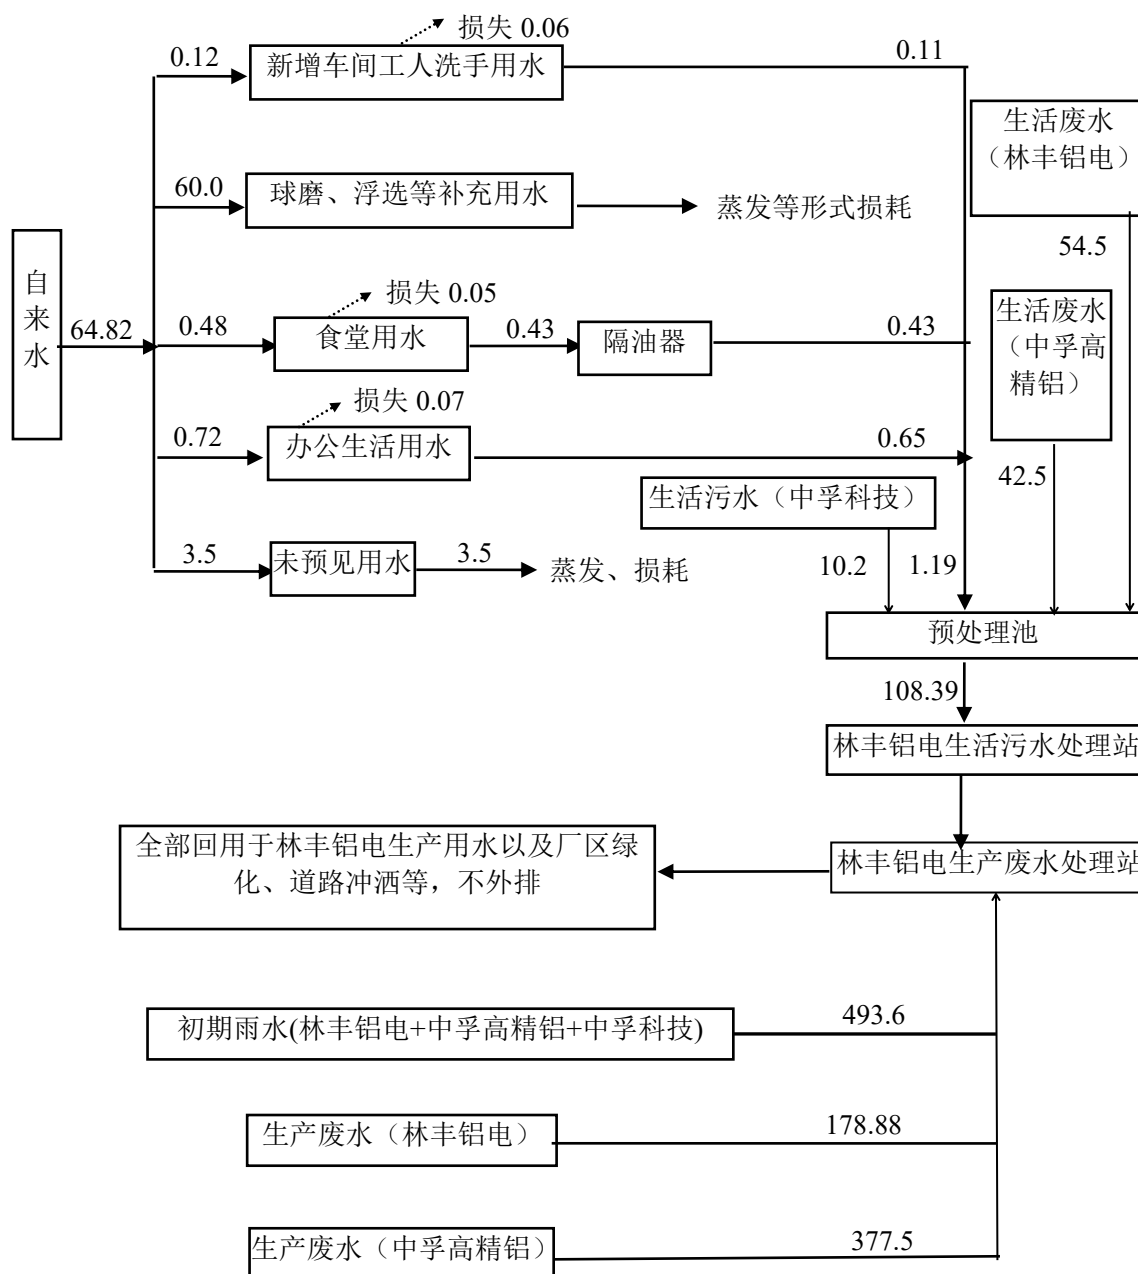 损失 0.06
0.12
新增车间工人洗手用水
0.11
生活废水
（林丰铝电）
60.0
球磨、浮选等补充用水
蒸发等形式损耗
54.5
自
来
水
64.82
损失 0.05
0.48
食堂用水
0.43
隔油器
0.43
生活废水
（中孚高
精铝）
损失 0.07
0.72
办公生活用水
0.65
42.5
生活污水（中孚科技）
3.5
未预见用水
3.5
蒸发、损耗
10.2
1.19
预处理池
108.39
林丰铝电生活污水处理站
全部回用于林丰铝电生产用水以及厂区绿
化、道路冲洒等，不外排
林丰铝电生产废水处理站
初期雨水(林丰铝电+中孚高精铝+中孚科技)
493.6
生产废水（林丰铝电）
178.88
生产废水（中孚高精铝）
377.5